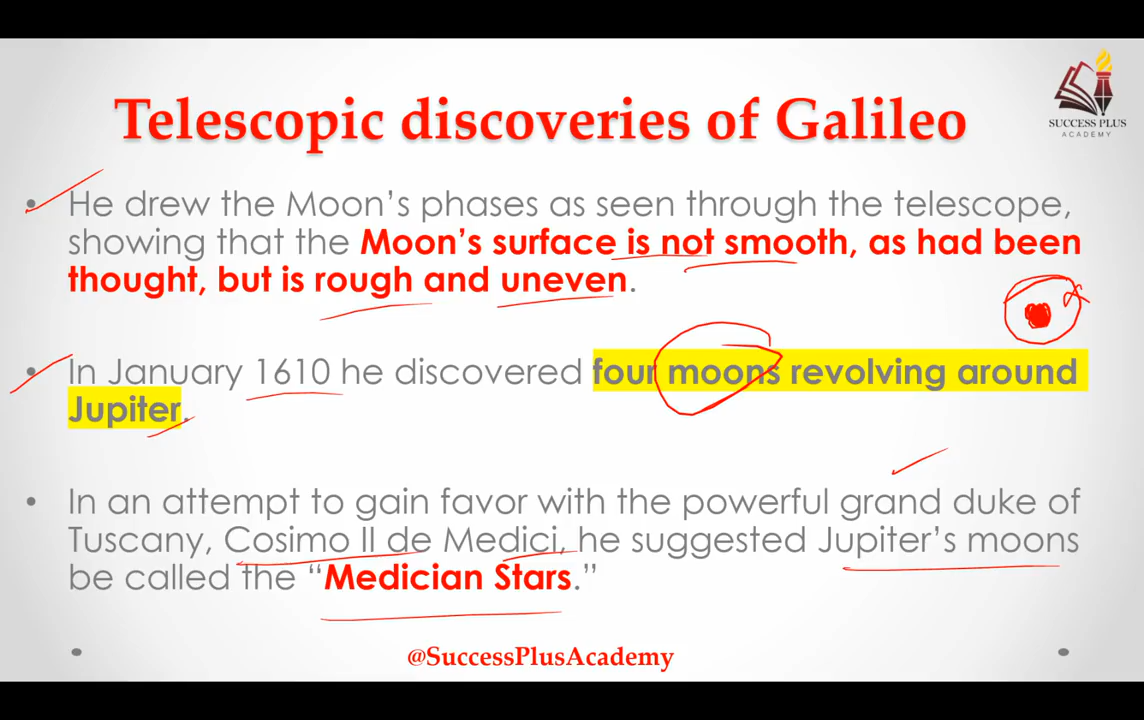 Telescopic discoveries of Galileo
SUCCESS PLUS
ACADEMY
• He drew the Moon's phases as seen through the telescope,
showing that the Moon's surface is not smooth, as had been
thought, but is rough and uneven.
• In January 1610 he discovered four moons revolving around
Jupiter.
• In an attempt to gain favor with the powerful grand duke of
Tuscany, Cosimo II de Medici, he suggested Jupiter's moons
be called the “Medician Stars.”
@SuccessPlusAcademy